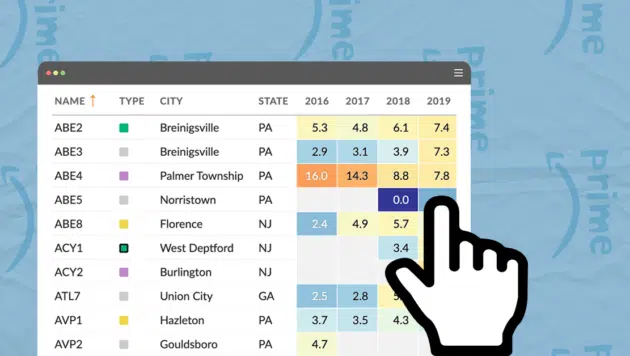 Prime
Prime
Prime
NAME ↑ TYPE CITY STATE 2016 2017 2018 2019
ABE2 Breinigsville PA 5.3 4.8 6.1 7.4
ABE3 Breinigsville PA 2.9 3.1 3.9 7.3
ABE4 Palmer Township PA 16.0 14.3 8.8 7.8
ABE5 Norristown PA 0.0
ABE8 Florence NJ 2.4 4.9 5.7
ACY1 West Deptford NJ 3.4
ACY2 Burlington NJ
ATL7 Union City GA 2.5 2.8
AVP1 Hazleton PA 3.7 3.5 4.3
AVP2 Gouldsboro PA 4.7